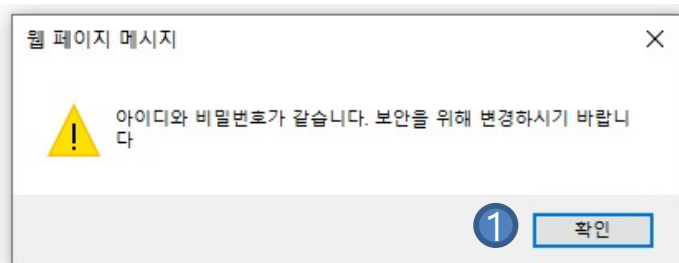 웹 페이지 메시지
아이디와 비밀번호가 같습니다. 보안을 위해 변경하시기 바랍니
다
1 확인